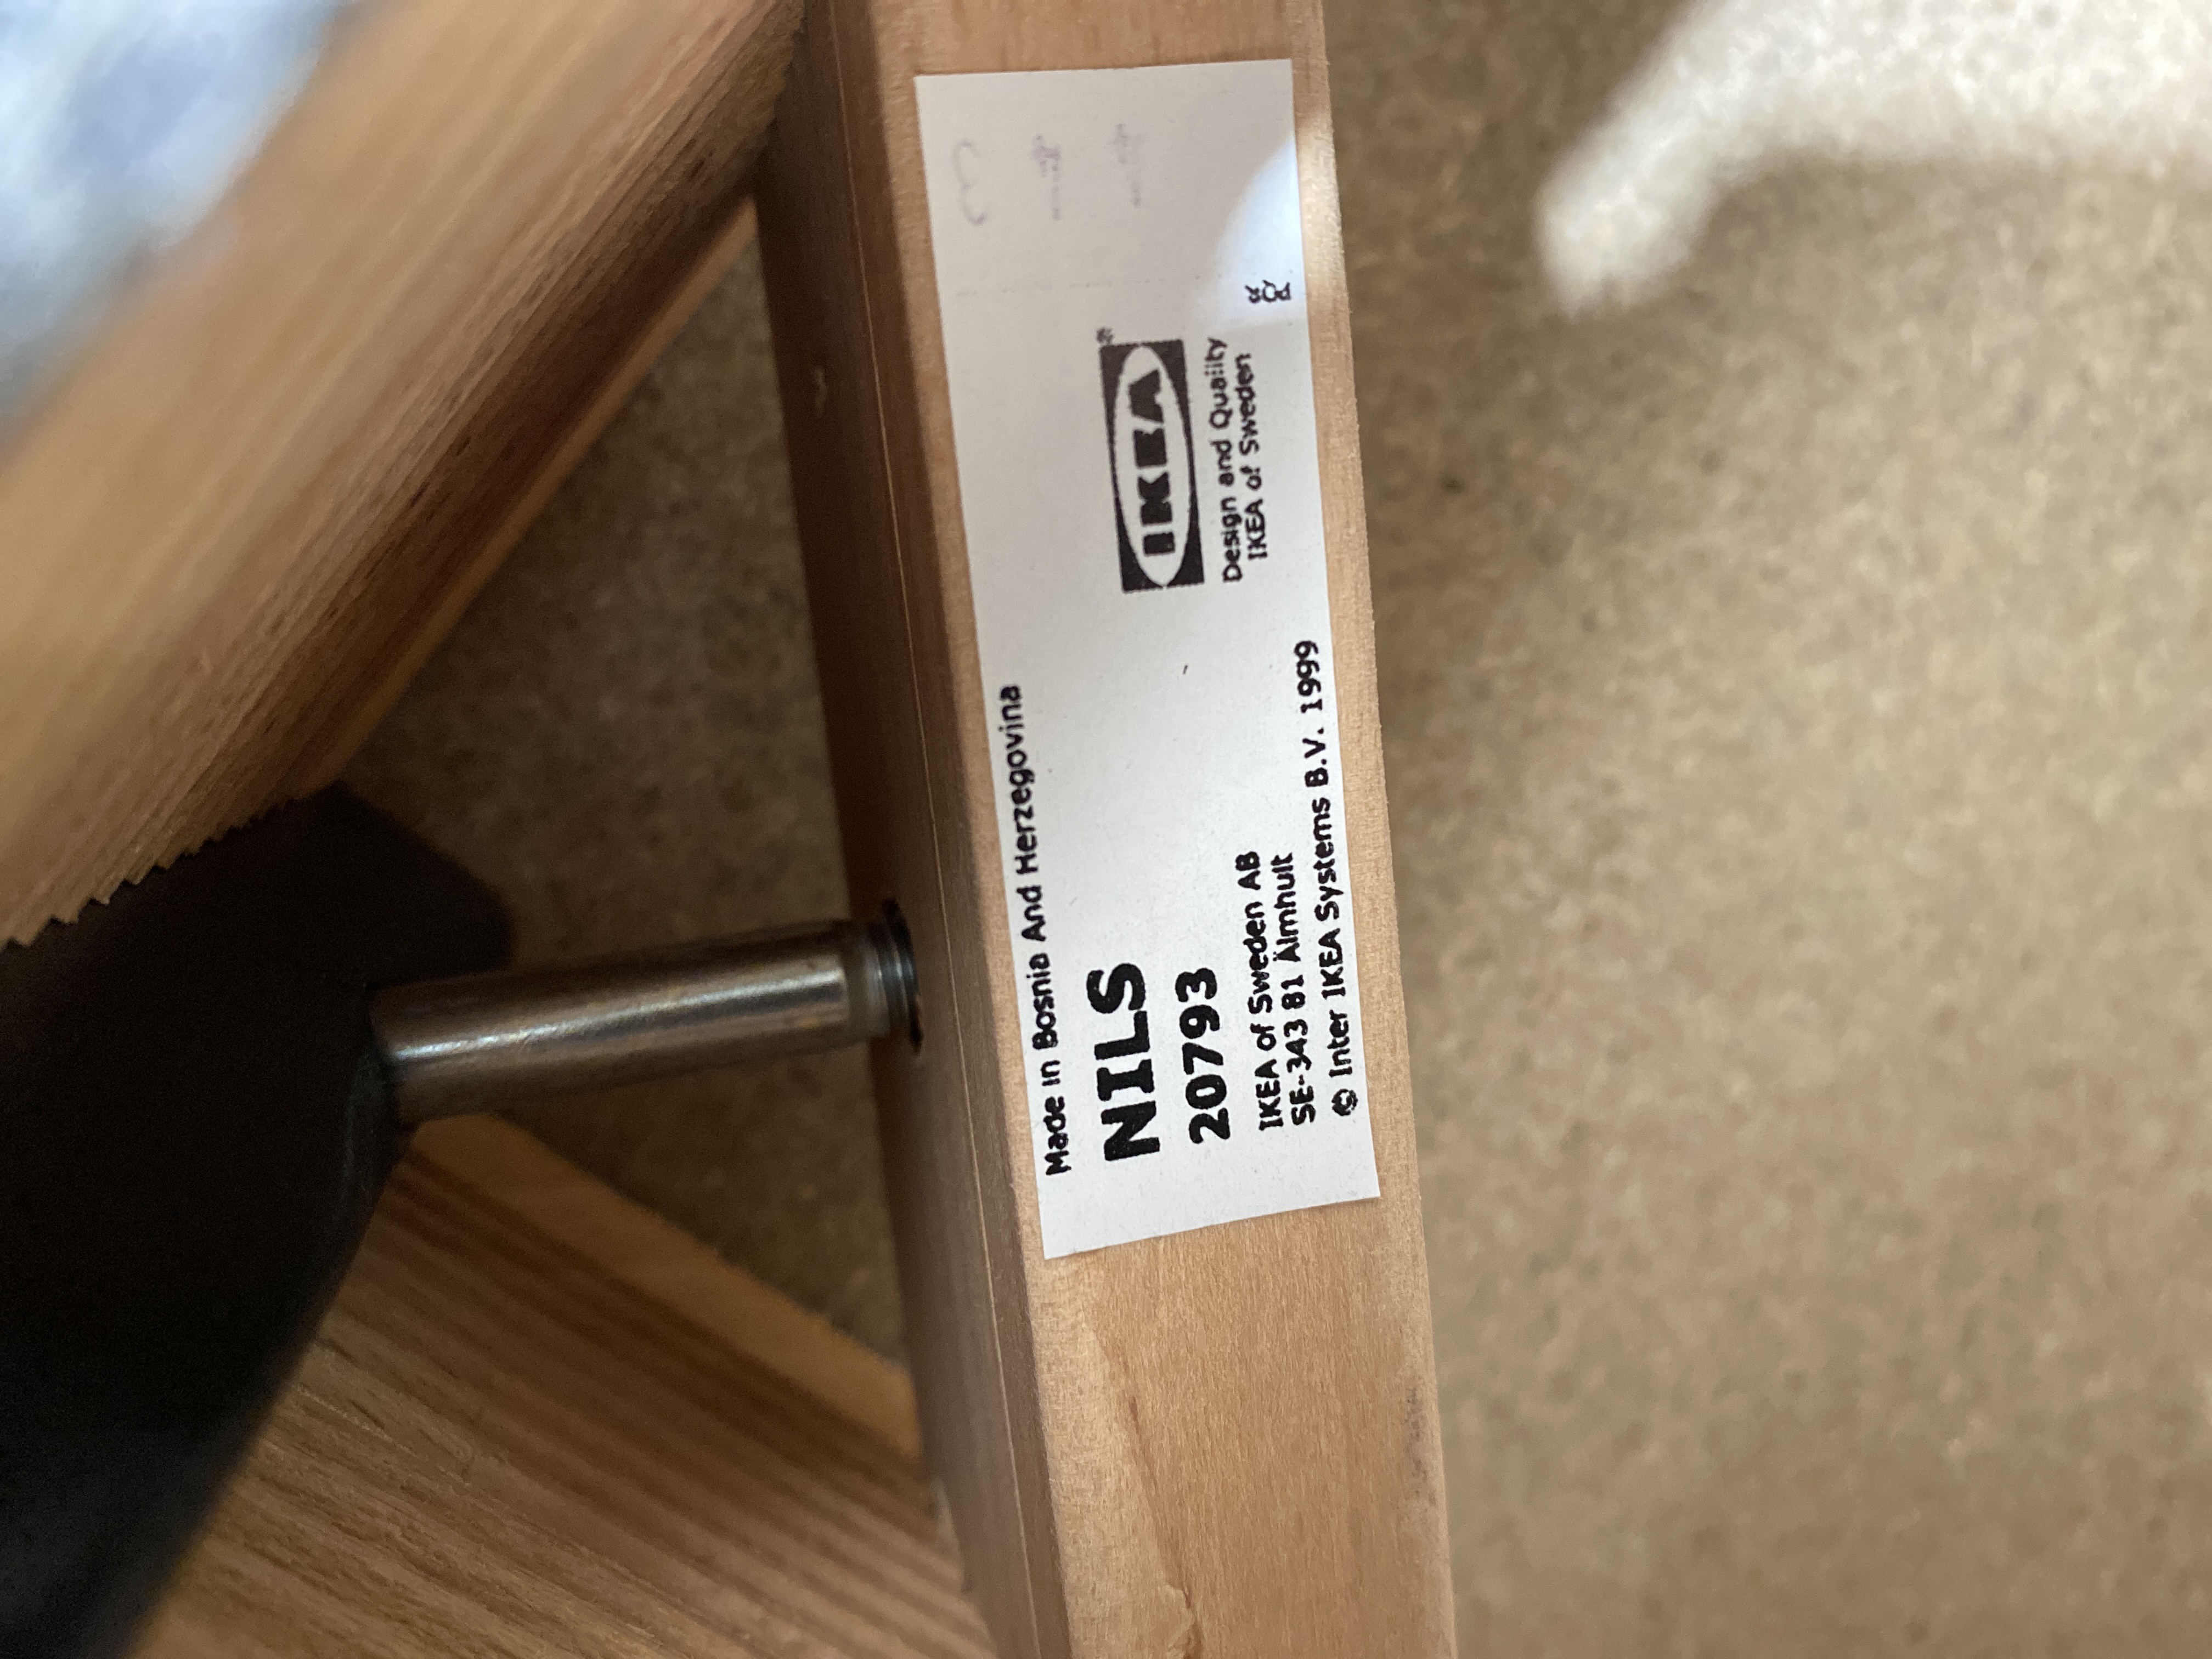 Made in Bosnia And Herzegovina
NILS
20793
IKEA of Sweden AB
SE-343 81 Älmhult
© Inter IKEA Systems B.V. 1999
IKEA®
Design and Quality
IKEA of Sweden